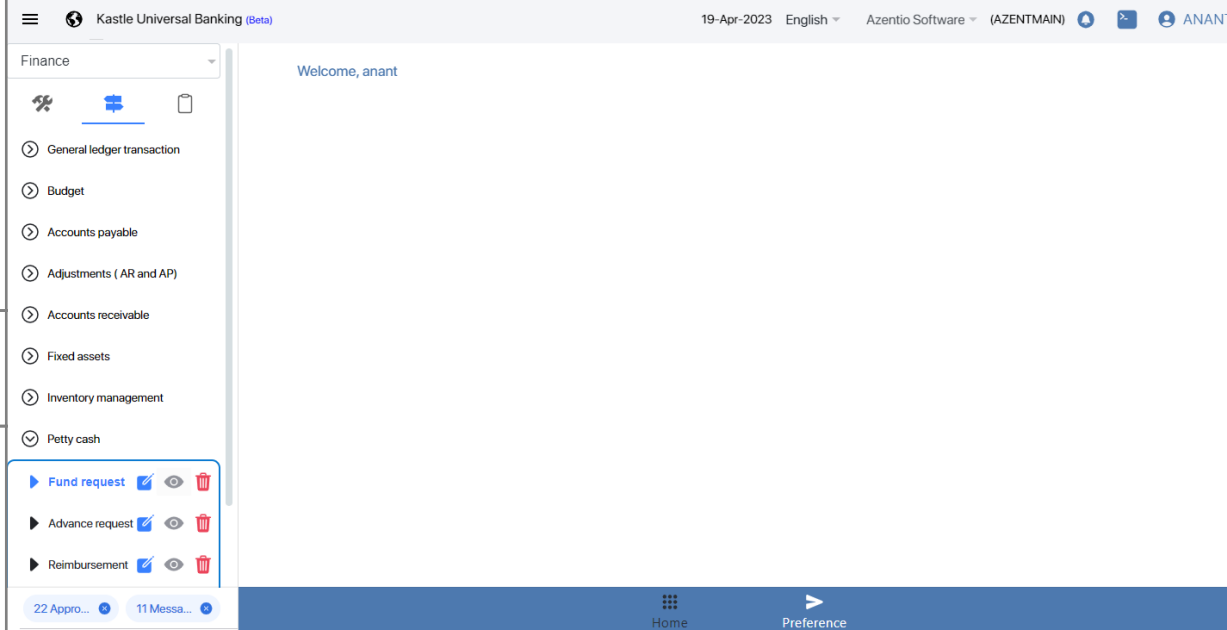 Kastle Universal Banking (Beta)
19-Apr-2023 English Azentio Software (AZENTMAIN) ANANT
Finance
Welcome, anant
General ledger transaction
Budget
Accounts payable
Adjustments ( AR and AP)
Accounts receivable
Fixed assets
Inventory management
Petty cash
Fund request
Advance request
Reimbursement
22 Appro...
11 Messa...
Home
Preference